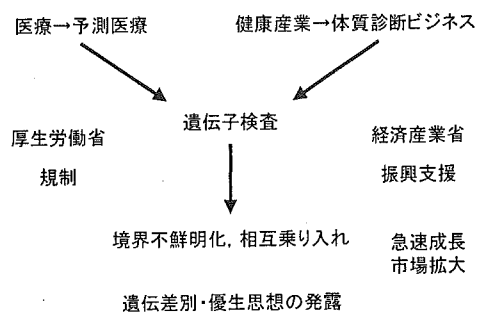 医療→予測医療
健康産業→体質診断ビジネス
遺伝子検査
厚生労働省
規制
経済産業省
振興支援
境界不鮮明化，相互乗り入れ
急速成長
市場拡大
遺伝差別・優生思想の発露